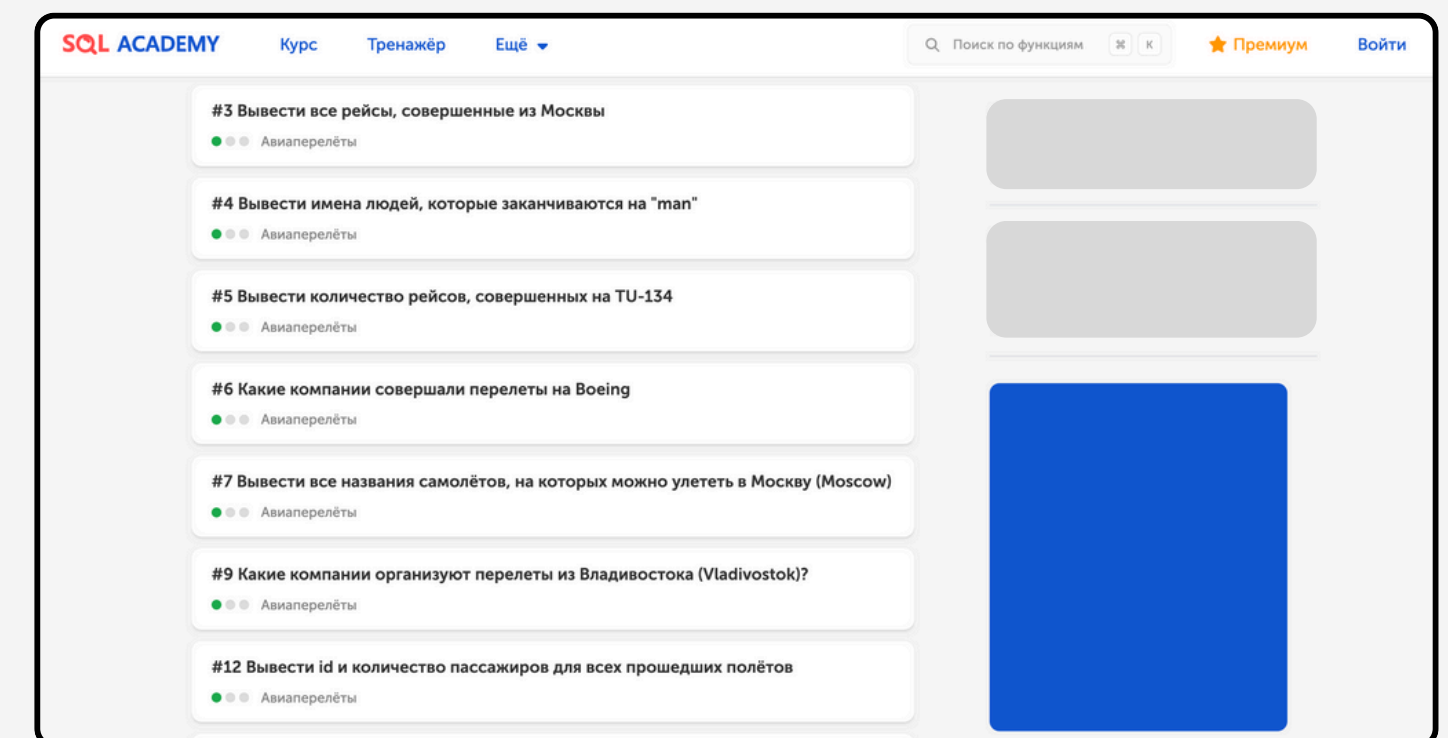 SQL ACADEMY Курс Тренажёр Ещё Поиск по функциям ⌘ K Премиум Войти
#3 Вывести все рейсы, совершенные из Москвы
Авиаперелёты
#4 Вывести имена людей, которые заканчиваются на "man"
Авиаперелёты
#5 Вывести количество рейсов, совершенных на TU-134
Авиаперелёты
#6 Какие компании совершали перелеты на Boeing
Авиаперелёты
#7 Вывести все названия самолётов, на которых можно улететь в Москву (Moscow)
Авиаперелёты
#9 Какие компании организуют перелеты из Владивостока (Vladivostok)?
Авиаперелёты
#12 Вывести id и количество пассажиров для всех прошедших полётов
Авиаперелёты